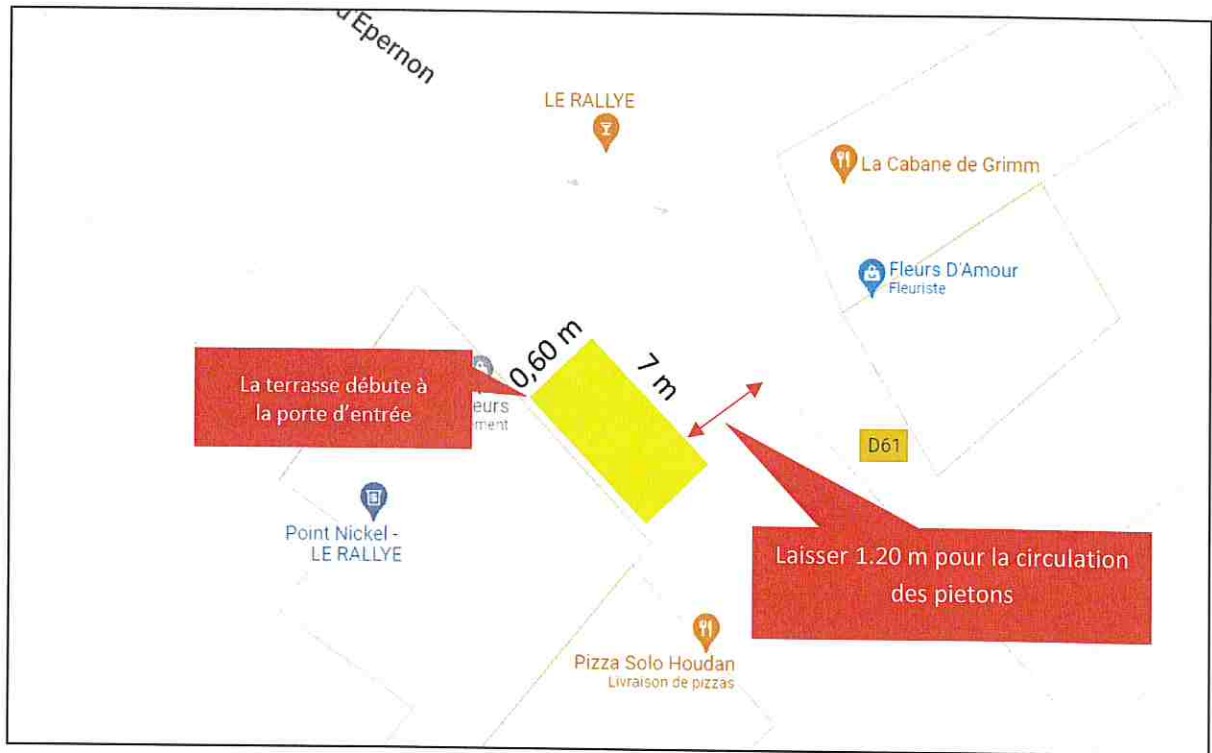 d'Epernon
LE RALLYE
La Cabane de Grimm
Fleurs D'Amour
Fleuriste
0,60 m
7 m
La terrasse débute à
la porte d'entrée
eurs
ment
D61
Point Nickel -
LE RALLYE
Laisser 1.20 m pour la circulation
des pietons
Pizza Solo Houdan
Livraison de pizzas